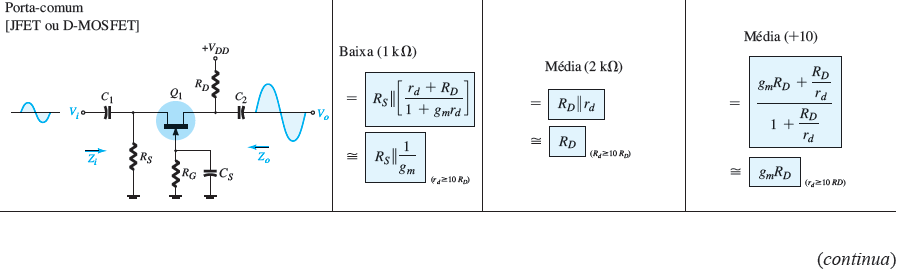 Porta-comum
[JFET ou D-MOSFET]
+V_DD
R_D
Q_1
C_1
C_2
V_i
V_o
Z_i
Z_o
R_S
R_G
C_S
Baixa (1 kΩ)
= R_S‖[(r_d + R_D)/(1 + g_m r_d)]
≅ R_S‖1/g_m (r_d≥10 R_D)
Média (2 kΩ)
= R_D‖r_d
≅ R_D (R_d≥10 R_D)
Média (+10)
= (g_m R_D + R_D/r_d)/(1 + R_D/r_d)
≅ g_m R_D (r_d≥10 RD)
(continua)